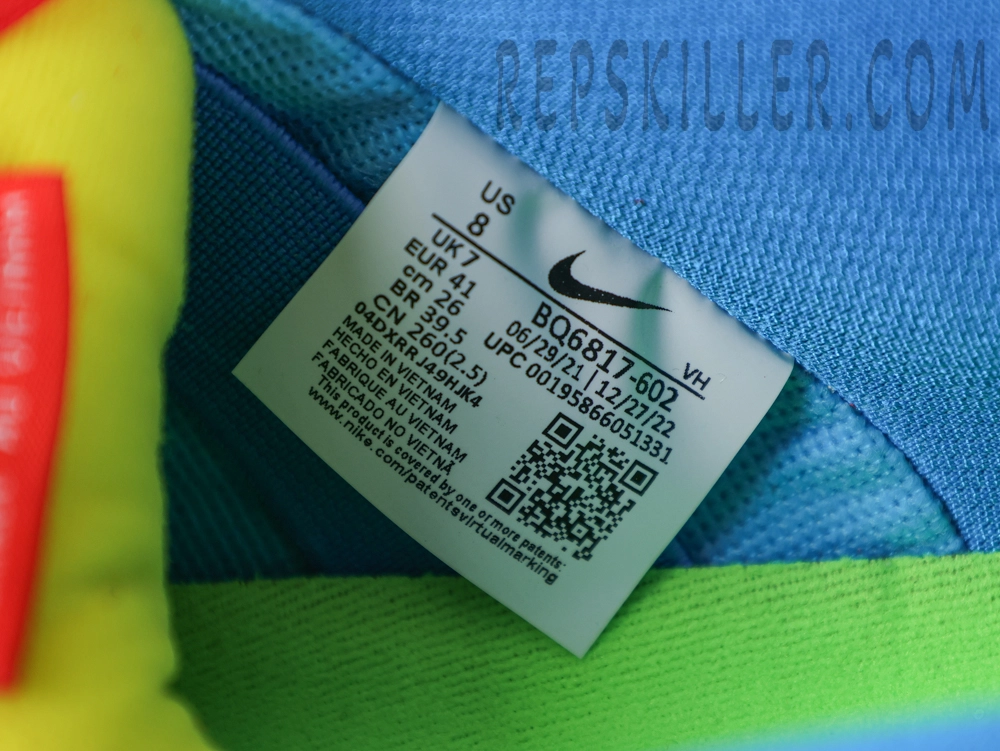 REPSKILLER.COM
US
8
UK 7
EUR 41
cm 26
BR 39.5
CN 260(2.5)
04DXRRJ49HJK4
MADE IN VIETNAM
HECHO EN VIETNAM
FABRIQUE AU VIETNAM
FABRICADO NO VIETNÃ
This product is covered by one or more patents:
www.nike.com/patentsvirtualmarking
VH
BQ6817-602
06/29/21 | 12/27/22
UPC 00195866051331